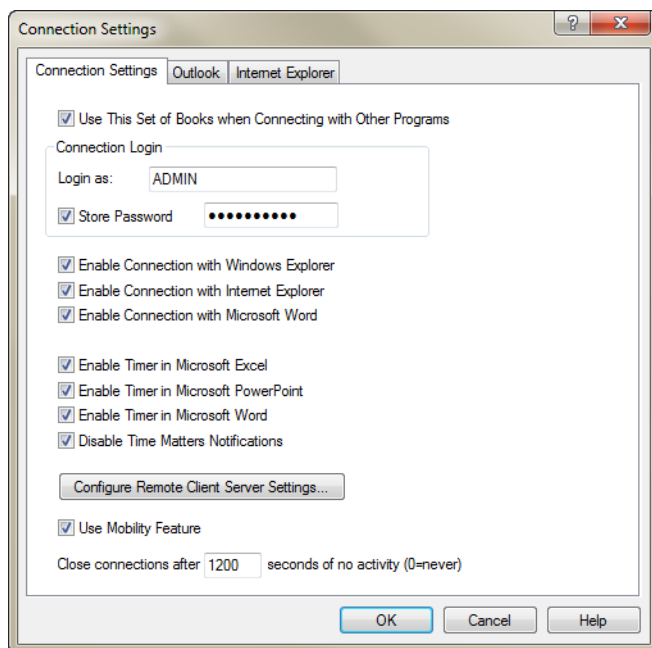 Connection Settings
Connection Settings Outlook Internet Explorer
Use This Set of Books when Connecting with Other Programs
Connection Login
Login as: ADMIN
Store Password ••••••••••
Enable Connection with Windows Explorer
Enable Connection with Internet Explorer
Enable Connection with Microsoft Word
Enable Timer in Microsoft Excel
Enable Timer in Microsoft PowerPoint
Enable Timer in Microsoft Word
Disable Time Matters Notifications
Configure Remote Client Server Settings...
Use Mobility Feature
Close connections after 1200 seconds of no activity (0=never)
OK Cancel Help